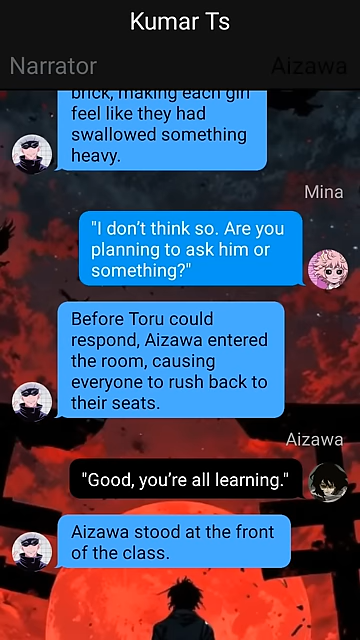 Kumar Ts
Narrator
Aizawa
brick, making each girl
feel like they had
swallowed something
heavy.
Mina
"I don’t think so. Are you
planning to ask him or
something?"
Before Toru could
respond, Aizawa entered
the room, causing
everyone to rush back to
their seats.
Aizawa
"Good, you’re all learning."
Aizawa stood at the front
of the class.